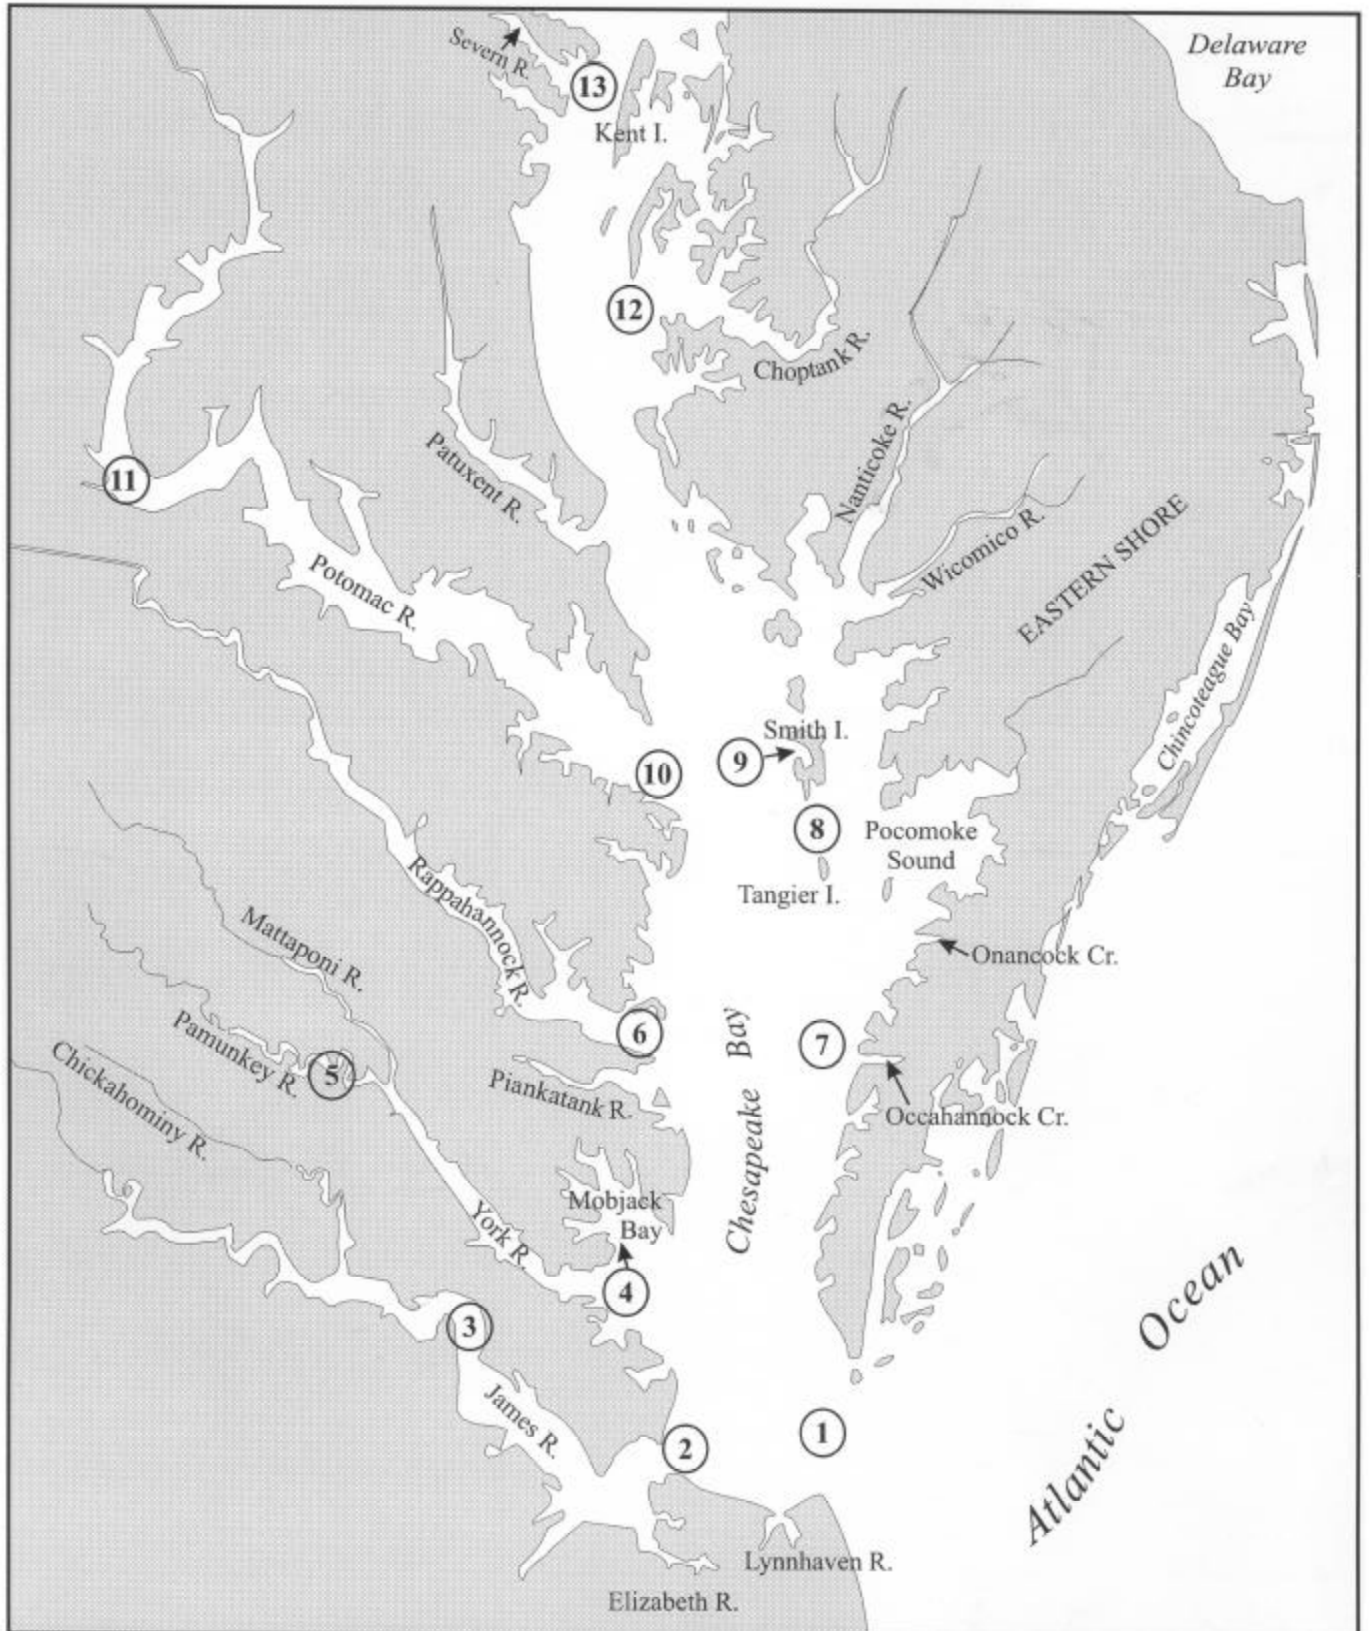 Delaware
Bay
Severn R.
13
Kent I.
12
Choptank R.
11
Patuxent R.
Nanticoke R.
Wicomico R.
EASTERN SHORE
Potomac R.
Chincoteague Bay
Smith I.
10
9
8
Pocomoke
Sound
Tangier I.
Rappahannock R.
Mattaponi R.
Onancock Cr.
6
7
Chesapeake Bay
Pamunkey R.
5
Chickahominy R.
Piankatank R.
Occahannock Cr.
Mobjack
Bay
York R.
4
3
James R.
2
1
Atlantic Ocean
Lynnhaven R.
Elizabeth R.